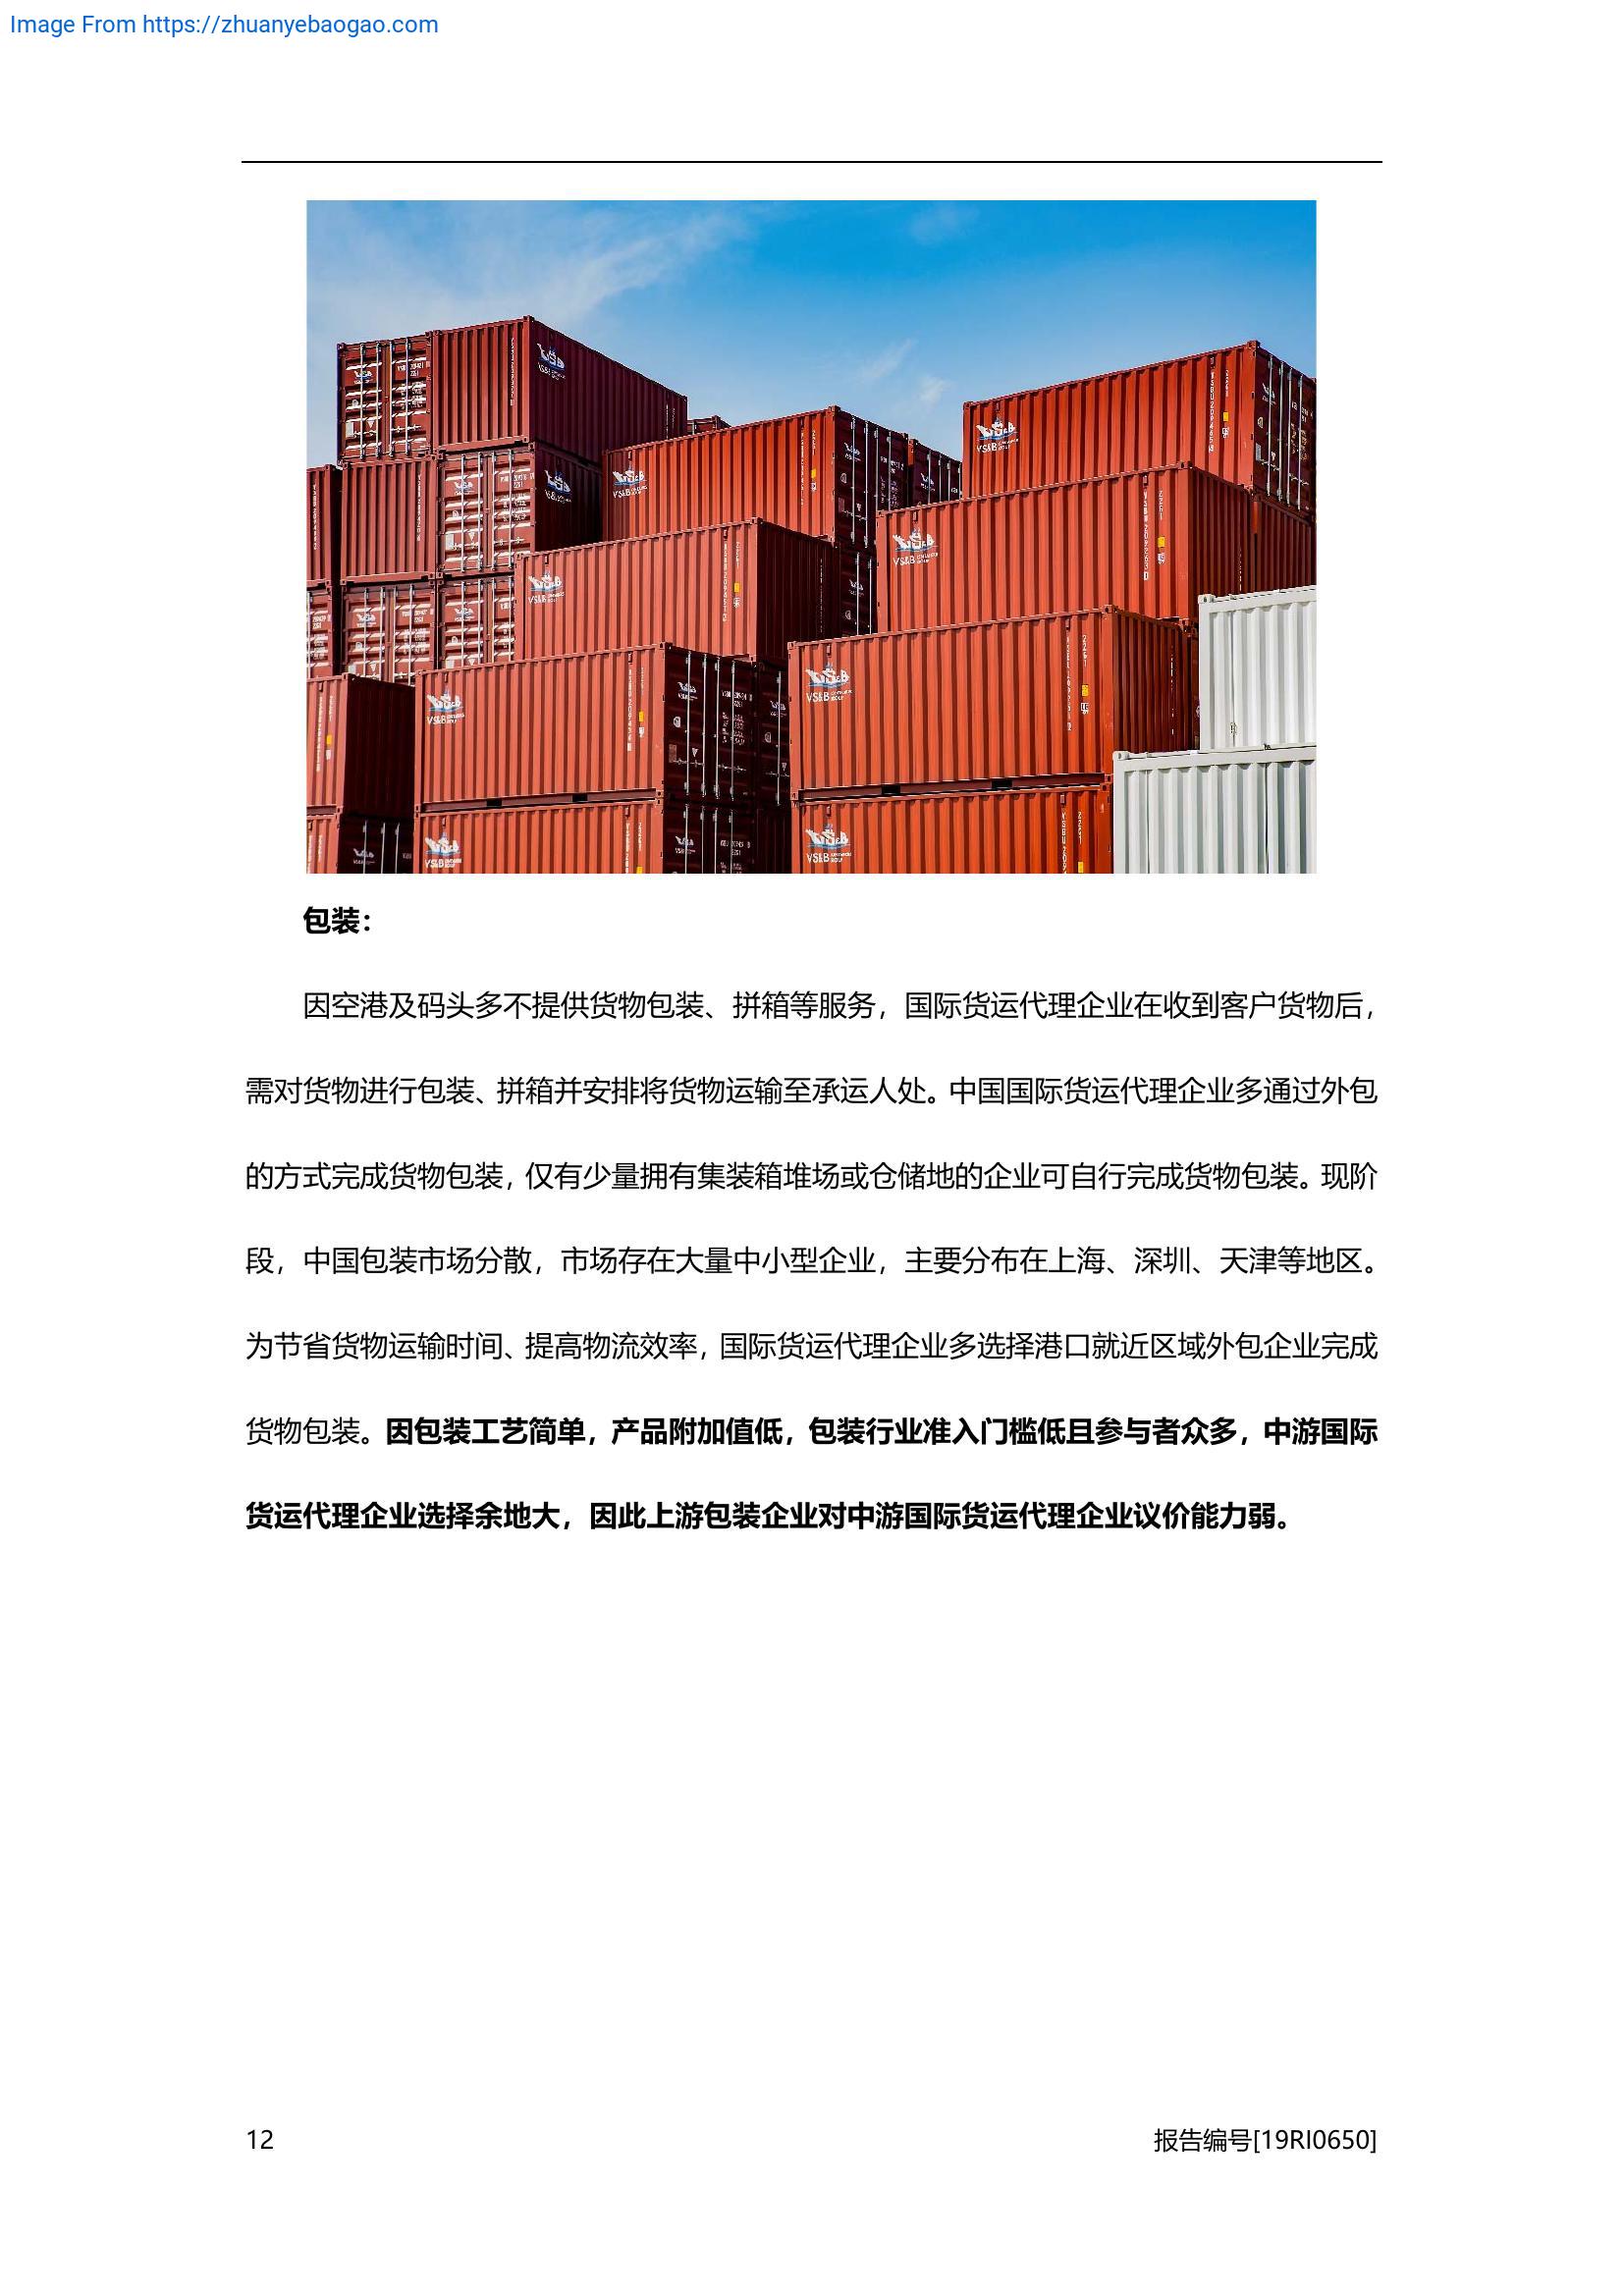 Image From https://zhuanyebaogao.com
VS&B
VS&B
VS&B
VS&B
VS&B
VS&B
VS&B
VS&B
包装：
因空港及码头多不提供货物包装、拼箱等服务，国际货运代理企业在收到客户货物后，
需对货物进行包装、拼箱并安排将货物运输至承运人处。中国国际货运代理企业多通过外包
的方式完成货物包装，仅有少量拥有集装箱堆场或仓储地的企业可自行完成货物包装。现阶
段，中国包装市场分散，市场存在大量中小型企业，主要分布在上海、深圳、天津等地区。
为节省货物运输时间、提高物流效率，国际货运代理企业多选择港口就近区域外包企业完成
货物包装。因包装工艺简单，产品附加值低，包装行业准入门槛低且参与者众多，中游国际
货运代理企业选择余地大，因此上游包装企业对中游国际货运代理企业议价能力弱。
12
报告编号[19RI0650]